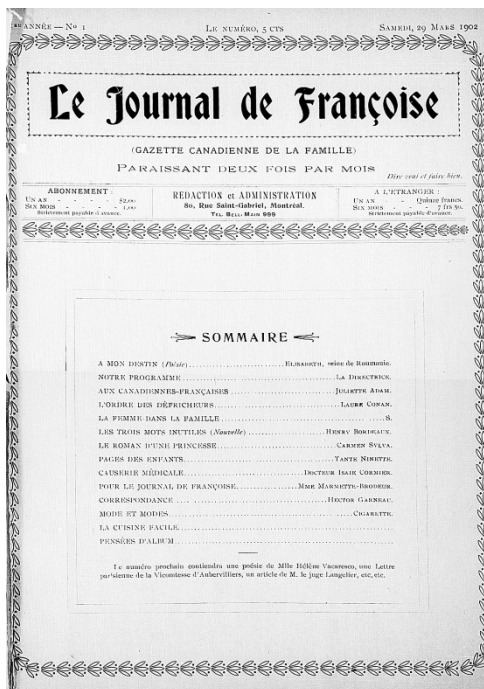 ANNÉE — No 1
LE NUMÉRO, 5 CTS
SAMEDI, 29 MARS 1902
Le Journal de Françoise
(GAZETTE CANADIENNE DE LA FAMILLE)
PARAISSANT DEUX FOIS PAR MOIS
Dire vrai et faire bien.
ABONNEMENT :
UN AN - - - - $2.00
SIX MOIS - - - - 1.00
Strictement payable d'avance.
REDACTION et ADMINISTRATION
80, Rue Saint-Gabriel, Montréal.
TEL. BELL: MAIN 999
A L'ETRANGER :
UN AN - - Quinze francs.
SIX MOIS - - - 7 frs 50.
Strictement payable d'avance.
SOMMAIRE
A MON DESTIN (Poésie) ELISABETH, reine de Roumanie.
NOTRE PROGRAMME LA DIRECTRICE.
AUX CANADIENNES-FRANÇAISES JULIETTE ADAM.
L'ORDRE DES DÉFRICHEURS LAURE CONAN.
LA FEMME DANS LA FAMILLE S.
LES TROIS MOTS INUTILES (Nouvelle) HENRY BORDEAUX.
LE ROMAN D'UNE PRINCESSE CARMEN SYLVA.
PAGES DES ENFANTS TANTE NINETTE.
CAUSERIE MÉDICALE DOCTEUR ISAIE CORMIER.
POUR LE JOURNAL DE FRANÇOISE MME MARMETTE-BRODEUR.
CORRESPONDANCE HECTOR GARNEAU.
MODE ET MODES CIGARETTE.
LA CUISINE FACILE
PENSÉES D'ALBUM
Le numéro prochain contiendra une poésie de Mlle Hélène Vacaresco, une Lettre
parisienne de la Vicomtesse d'Aubervilliers, un article de M. le juge Langelier, etc, etc.